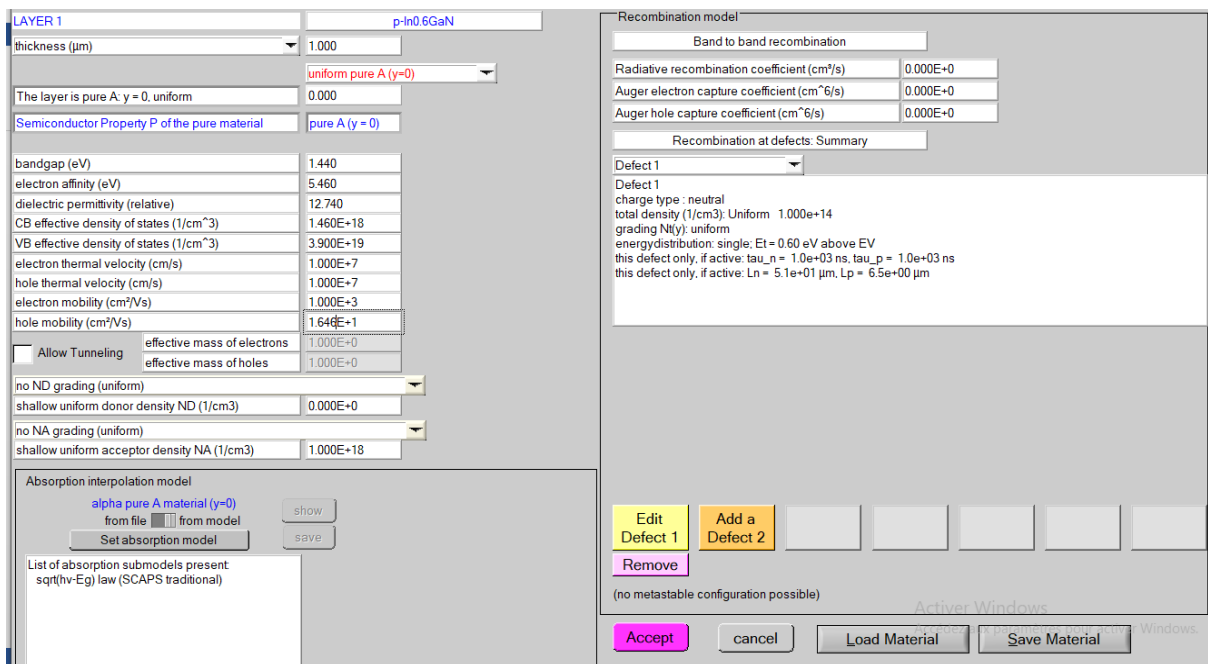 LAYER 1 p-In0.6GaN
thickness (µm) 1.000
uniform pure A (y=0)
The layer is pure A: y = 0, uniform 0.000
Semiconductor Property P of the pure material pure A (y = 0)
bandgap (eV) 1.440
electron affinity (eV) 5.460
dielectric permittivity (relative) 12.740
CB effective density of states (1/cm^3) 1.460E+18
VB effective density of states (1/cm^3) 3.900E+19
electron thermal velocity (cm/s) 1.000E+7
hole thermal velocity (cm/s) 1.000E+7
electron mobility (cm²/Vs) 1.000E+3
hole mobility (cm²/Vs) 1.646E+1
Allow Tunneling
effective mass of electrons 1.000E+0
effective mass of holes 1.000E+0
no ND grading (uniform)
shallow uniform donor density ND (1/cm3) 0.000E+0
no NA grading (uniform)
shallow uniform acceptor density NA (1/cm3) 1.000E+18
Absorption interpolation model
alpha pure A material (y=0)
from file from model
show
Set absorption model
save
List of absorption submodels present:
sqrt(hv-Eg) law (SCAPS traditional)
Recombination model
Band to band recombination
Radiative recombination coefficient (cm³/s) 0.000E+0
Auger electron capture coefficient (cm^6/s) 0.000E+0
Auger hole capture coefficient (cm^6/s) 0.000E+0
Recombination at defects: Summary
Defect 1
Defect 1
charge type : neutral
total density (1/cm3): Uniform 1.000e+14
grading Nt(y): uniform
energydistribution: single; Et = 0.60 eV above EV
this defect only, if active: tau_n = 1.0e+03 ns, tau_p = 1.0e+03 ns
this defect only, if active: Ln = 5.1e+01 µm, Lp = 6.5e+00 µm
Edit
Defect 1
Add a
Defect 2
Remove
(no metastable configuration possible)
Activer Windows
Accédez aux paramètres pour activer Windows.
Accept
cancel
Load Material
Save Material